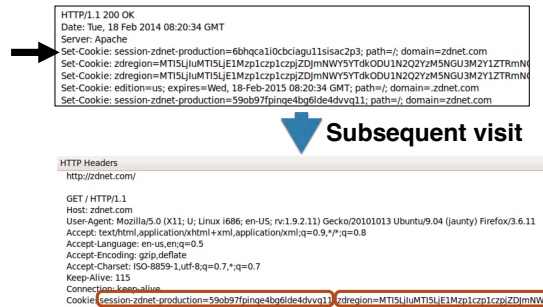 HTTP/1.1 200 OK
Date: Tue, 18 Feb 2014 08:20:34 GMT
Server: Apache
Set-Cookie: session-zdnet-production=6bhqca1i0cbciagu11sisac2p3; path=/; domain=zdnet.com
Set-Cookie: zdregion=MTI5LjIuMTI5LjE1Mzp1czp1czpjZDJmNWY5YTdkODU1N2Q2YzM5NGU3M2Y1ZTRmN
Set-Cookie: zdregion=MTI5LjIuMTI5LjE1Mzp1czp1czpjZDJmNWY5YTdkODU1N2Q2YzM5NGU3M2Y1ZTRmN
Set-Cookie: edition=us; expires=Wed, 18-Feb-2015 08:20:34 GMT; path=/; domain=.zdnet.com
Set-Cookie: session-zdnet-production=59ob97fpinqe4bg6lde4dvvq11; path=/; domain=zdnet.com
Subsequent visit
HTTP Headers
http://zdnet.com/
GET / HTTP/1.1
Host: zdnet.com
User-Agent: Mozilla/5.0 (X11; U; Linux i686; en-US; rv:1.9.2.11) Gecko/20101013 Ubuntu/9.04 (jaunty) Firefox/3.6.11
Accept: text/html,application/xhtml+xml,application/xml;q=0.9,*/*;q=0.8
Accept-Language: en-us,en;q=0.5
Accept-Encoding: gzip,deflate
Accept-Charset: ISO-8859-1,utf-8;q=0.7,*;q=0.7
Keep-Alive: 115
Connection: keep-alive
Cookie: session-zdnet-production=59ob97fpinqe4bg6lde4dvvq11 zdregion=MTI5LjIuMTI5LjE1Mzp1czp1czpjZDJmNW